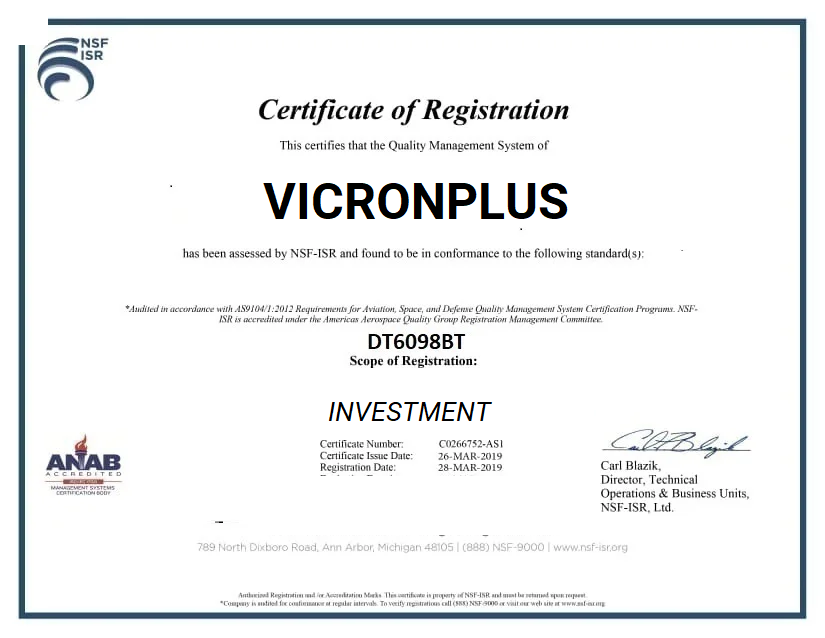 NSF
ISR
Certificate of Registration
This certifies that the Quality Management System of
VICRONPLUS
has been assessed by NSF-ISR and found to be in conformance to the following standard(s):
*Audited in accordance with AS9104/1:2012 Requirements for Aviation, Space, and Defense Quality Management System Certification Programs. NSF-
ISR is accredited under the Americas Aerospace Quality Group Registration Management Committee.
DT6098BT
Scope of Registration:
INVESTMENT
Certificate Number: C0266752-AS1
Certificate Issue Date: 26-MAR-2019
Registration Date: 28-MAR-2019
ANAB
ACCREDITED
MANAGEMENT SYSTEMS
CERTIFICATION BODY
Carl Blazik,
Director, Technical
Operations & Business Units,
NSF-ISR, Ltd.
789 North Dixboro Road, Ann Arbor, Michigan 48105 | (888) NSF-9000 | www.nsf-isr.org
Authorized Registration and /or Accreditation Marks. This certificate is property of NSF-ISR and must be returned upon request.
*Company is audited for conformance at regular intervals. To verify registrations call (888) NSF-9000 or visit our web site at www.nsf-isr.org